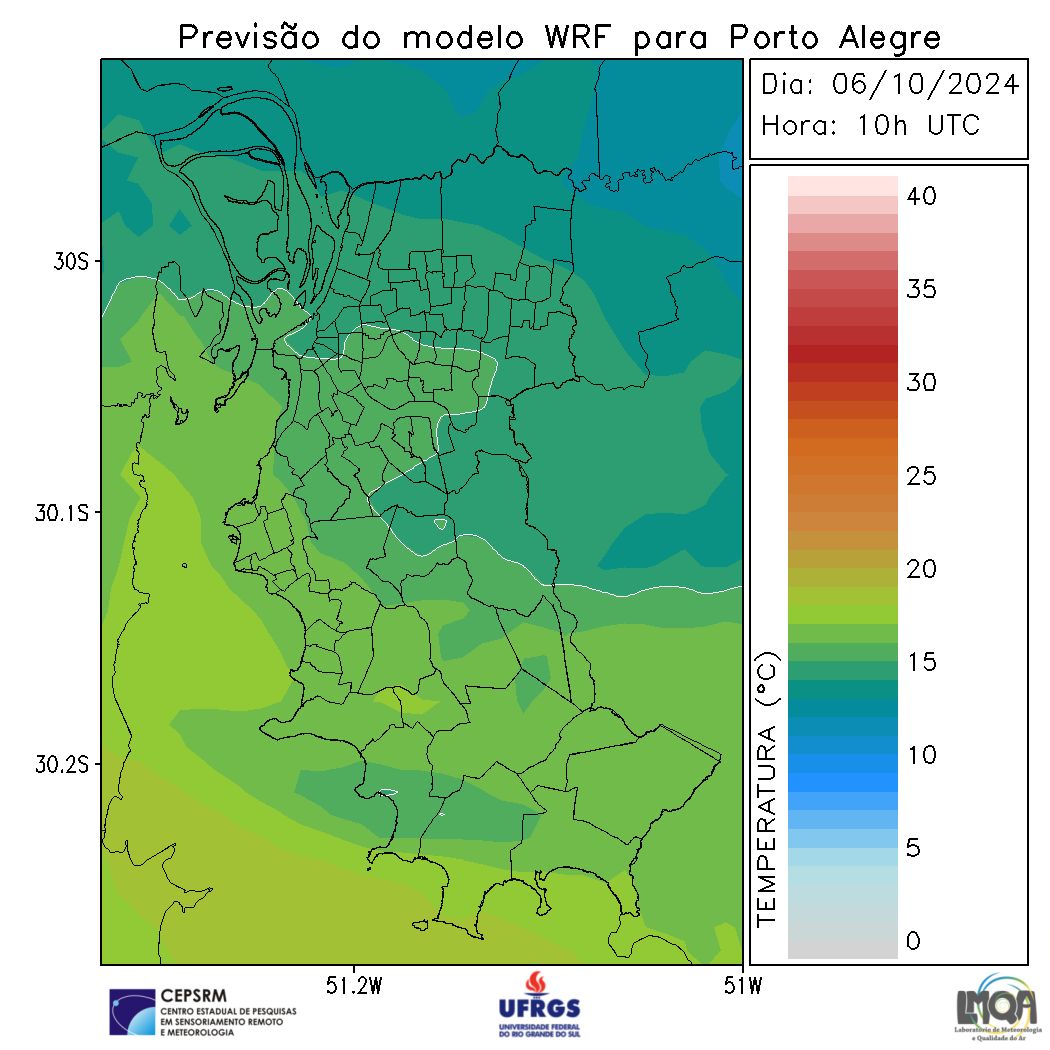 Previsão do modelo WRF para Porto Alegre
Dia: 06/10/2024
Hora: 10h UTC
40
35
30
25
20
15
10
5
0
TEMPERATURA (°C)
30S
30.1S
30.2S
51.2W
51W
CEPSRM
CENTRO ESTADUAL DE PESQUISAS
EM SENSORIAMENTO REMOTO
E METEOROLOGIA
UFRGS
UNIVERSIDADE FEDERAL
DO RIO GRANDE DO SUL
LMQA
Laboratório de Meteorologia
e Qualidade do Ar